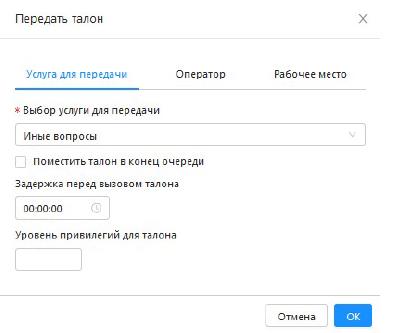 Передать талон
Услуга для передачи Оператор Рабочее место
* Выбор услуги для передачи
Иные вопросы
Поместить талон в конец очереди
Задержка перед вызовом талона
00:00:00
Уровень привилегий для талона
Отмена ОК